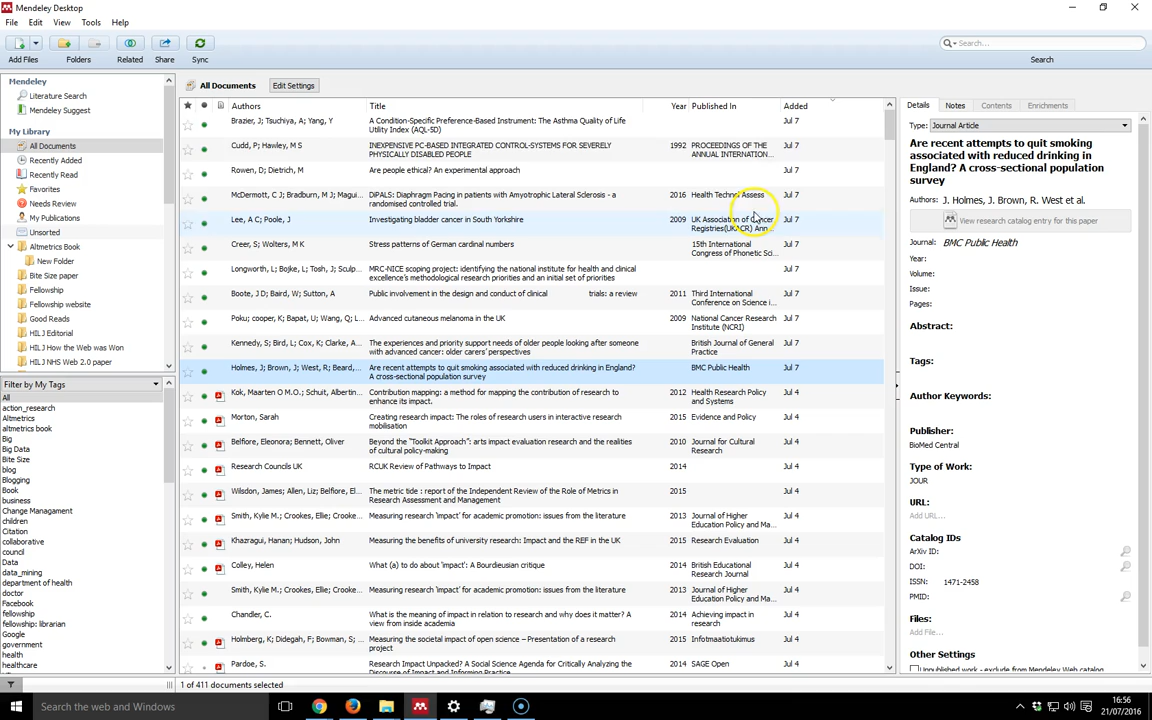 Mendeley Desktop
File Edit View Tools Help
Add Files Folders Related Share Sync Search... Search
Mendeley
Literature Search
Mendeley Suggest
My Library
All Documents
Recently Added
Recently Read
Favorites
Needs Review
My Publications
Unsorted
Altmetrics Book
New Folder
Bite Size paper
Fellowship
Fellowship website
Good Reads
HILJ Editorial
HILJ How the Web was Won
HILJ NHS Web 2.0 paper
Filter by My Tags
All
action_research
Altmetrics
altmetrics book
Big
Big Data
Bite Size
blog
Blogging
Book
business
Change Managament
children
Citation
collaborative
council
Data
data_mining
department of health
doctor
Facebook
fellowship
fellowship: librarian
Google
government
health
healthcare
All Documents Edit Settings
Authors Title Year Published In Added
Brazier, J; Tsuchiya, A; Yang, Y A Condition-Specific Preference-Based Instrument: The Asthma Quality of Life Jul 7
Utility Index (AQL-5D)
Cudd, P; Hawley, M S INEXPENSIVE PC-BASED INTEGRATED CONTROL-SYSTEMS FOR SEVERELY 1992 PROCEEDINGS OF THE Jul 7
PHYSICALLY DISABLED PEOPLE ANNUAL INTERNATION...
Rowen, D; Dietrich, M Are people ethical? An experimental approach Jul 7
McDermott, C J; Bradburn, M J; Magui... DiPALS: Diaphragm Pacing in patients with Amyotrophic Lateral Sclerosis - a 2016 Health Technol Assess Jul 7
randomised controlled trial.
Lee, A C; Poole, J Investigating bladder cancer in South Yorkshire 2009 UK Association of Cancer Jul 7
Registries(UKACR) Ann...
Creer, S; Wolters, M K Stress patterns of German cardinal numbers 15th International Jul 7
Congress of Phonetic Sci...
Longworth, L; Bojke, L; Tosh, J; Sculp... MRC-NICE scoping project: identifying the national institute for health and clinical Jul 7
excellence's methodological research priorities and an initial set of priorities
Boote, J D; Baird, W; Sutton, A Public involvement in the design and conduct of clinical trials: a review 2011 Third International Jul 7
Conference on Science i...
Poku; cooper, K; Bapat, U; Wang, Q; L... Advanced cutaneous melanoma in the UK 2009 National Cancer Research Jul 7
Institute (NCRI)
Kennedy, S; Bird, L; Cox, K; Clarke, A... The experiences and priority support needs of older people looking after someone British Journal of General Jul 7
with advanced cancer: older carers' perspectives Practice
Holmes, J; Brown, J; West, R; Beard,... Are recent attempts to quit smoking associated with reduced drinking in England? BMC Public Health Jul 7
A cross-sectional population survey
Kok, Maarten O M.O.; Schuit, Albertin... Contribution mapping: a method for mapping the contribution of research to 2012 Health Research Policy Jul 4
enhance its impact. and Systems
Morton, Sarah Creating research impact: The roles of research users in interactive research 2015 Evidence and Policy Jul 4
mobilisation
Belfiore, Eleonora; Bennett, Oliver Beyond the "Toolkit Approach": arts impact evaluation research and the realities 2010 Journal for Cultural Jul 4
of cultural policy-making Research
Research Councils UK RCUK Review of Pathways to Impact 2014 Jul 4
Wilsdon, James; Allen, Liz; Belfiore, El... The metric tide : report of the Independent Review of the Role of Metrics in 2015 Jul 4
Research Assessment and Management
Smith, Kylie M.; Crookes, Ellie; Crooke... Measuring research 'impact' for academic promotion: issues from the literature 2013 Journal of Higher Jul 4
Education Policy and Ma...
Khazragui, Hanan; Hudson, John Measuring the benefits of university research: Impact and the REF in the UK 2015 Research Evaluation Jul 4
Colley, Helen What (a) to do about 'impact': A Bourdieusian critique 2014 British Educational Jul 4
Research Journal
Smith, Kylie M.; Crookes, Ellie; Crooke... Measuring research 'impact' for academic promotion: issues from the literature 2013 Journal of Higher Jul 4
Education Policy and Ma...
Chandler, C. What is the meaning of impact in relation to research and why does it matter? A 2014 Achieving impact in Jul 4
view from inside academia research
Holmberg, K; Didegah, F; Bowman, S; ... Measuring the societal impact of open science – Presentation of a research 2015 Informaatiotutkimus Jul 4
project
Pardoe, S. Research Impact Unpacked? A Social Science Agenda for Critically Analyzing the 2014 SAGE Open Jul 4
Discourse of Impact and Informing Practice
1 of 411 documents selected
Details Notes Contents Enrichments
Type: Journal Article
Are recent attempts to quit smoking
associated with reduced drinking in
England? A cross-sectional population
survey
Authors: J. Holmes, J. Brown, R. West et al.
View research catalog entry for this paper
Journal: BMC Public Health
Year:
Volume:
Issue:
Pages:
Abstract:
Tags:
Author Keywords:
Publisher:
BioMed Central
Type of Work:
JOUR
URL:
Add URL...
Catalog IDs
ArXiv ID:
DOI:
ISSN: 1471-2458
PMID:
Files:
Add File...
Other Settings
Unpublished work - exclude from Mendeley Web catalog
Search the web and Windows
16:56
21/07/2016